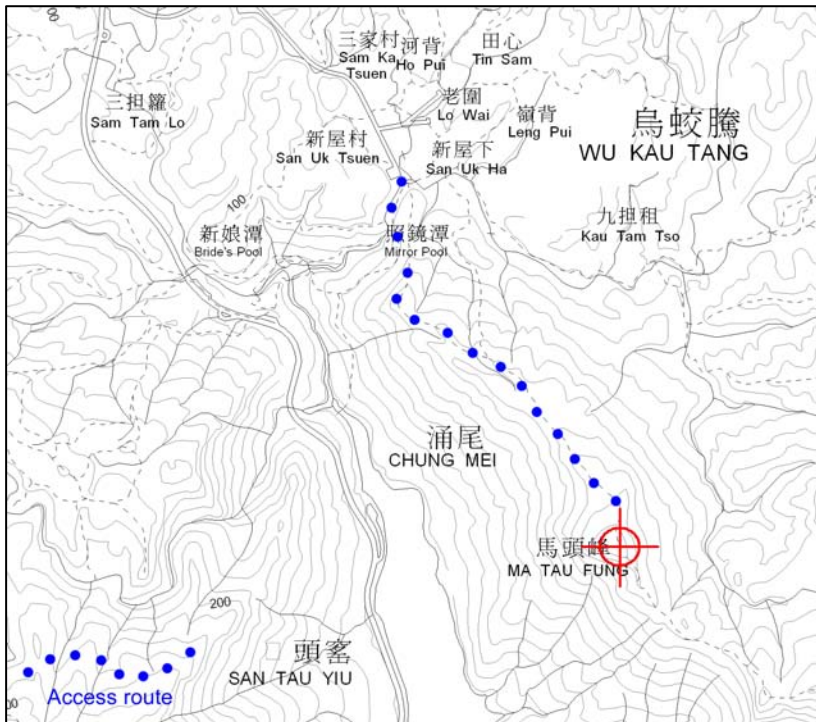 三家村
Sam Ka
Tsuen
河背
Ho Pui
田心
Tin Sam
三担籮
Sam Tam Lo
老圍
Lo Wai
嶺背
Leng Pui
烏蛟騰
WU KAU TANG
新屋村
San Uk Tsuen
新屋下
San Uk Ha
100
新娘潭
Bride's Pool
照鏡潭
Mirror Pool
九担租
Kau Tam Tso
涌尾
CHUNG MEI
馬頭峰
MA TAU FUNG
200
頭窰
SAN TAU YIU
Access route